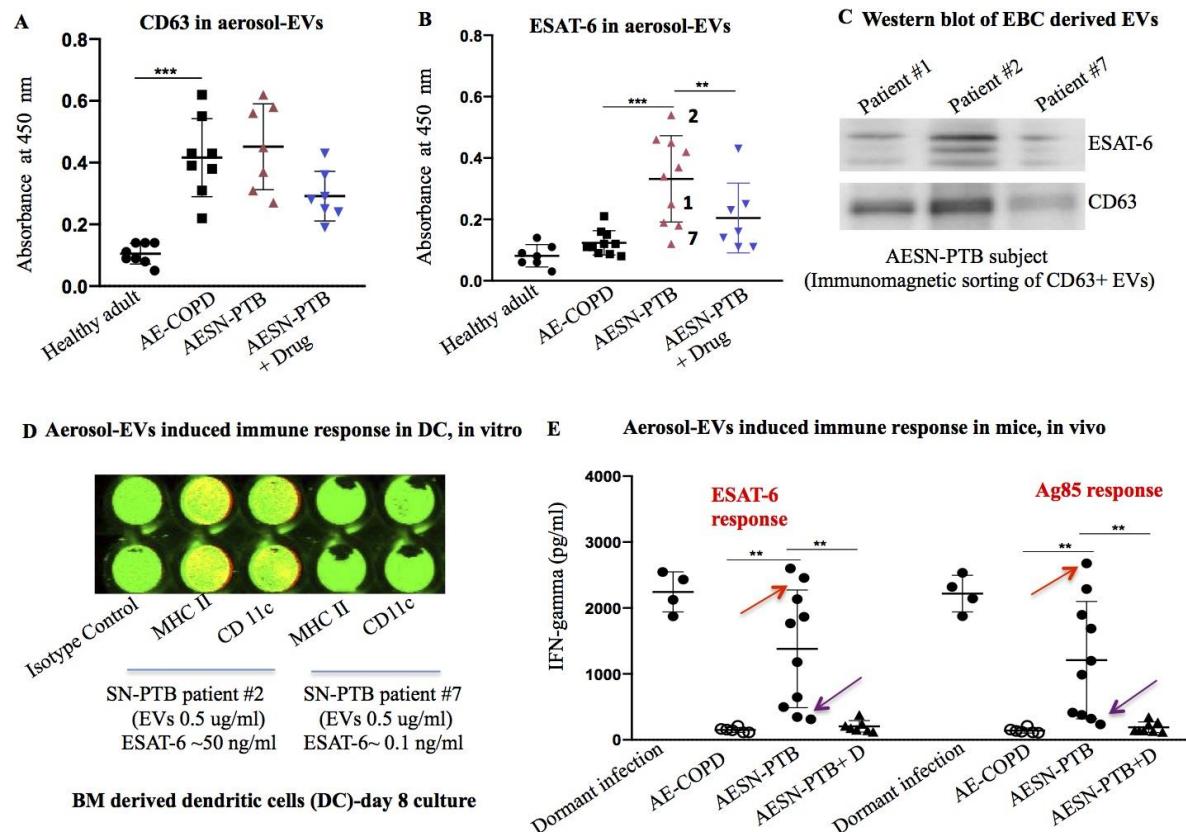 A
CD63 in aerosol-EVs
Absorbance at 450 nm
0.8
0.6
0.4
0.2
0.0
***
Healthy adult
AE-COPD
AESN-PTB
AESN-PTB
+ Drug
B
ESAT-6 in aerosol-EVs
Absorbance at 450 nm
0.8
0.6
0.4
0.2
0.0
***
**
2
1
7
Healthy adult
AE-COPD
AESN-PTB
AESN-PTB
+ Drug
C Western blot of EBC derived EVs
Patient #1
Patient #2
Patient #7
ESAT-6
CD63
AESN-PTB subject
(Immunomagnetic sorting of CD63+ EVs)
D Aerosol-EVs induced immune response in DC, in vitro
Isotype Control
MHC II
CD 11c
MHC II
CD11c
SN-PTB patient #2
(EVs 0.5 ug/ml)
ESAT-6 ~50 ng/ml
SN-PTB patient #7
(EVs 0.5 ug/ml)
ESAT-6~ 0.1 ng/ml
BM derived dendritic cells (DC)-day 8 culture
E Aerosol-EVs induced immune response in mice, in vivo
IFN-gamma (pg/ml)
4000
3000
2000
1000
0
ESAT-6
response
**
**
Ag85 response
**
**
Dormant infection
AE-COPD
AESN-PTB
AESN-PTB+ D
Dormant infection
AE-COPD
AESN-PTB
AESN-PTB+D